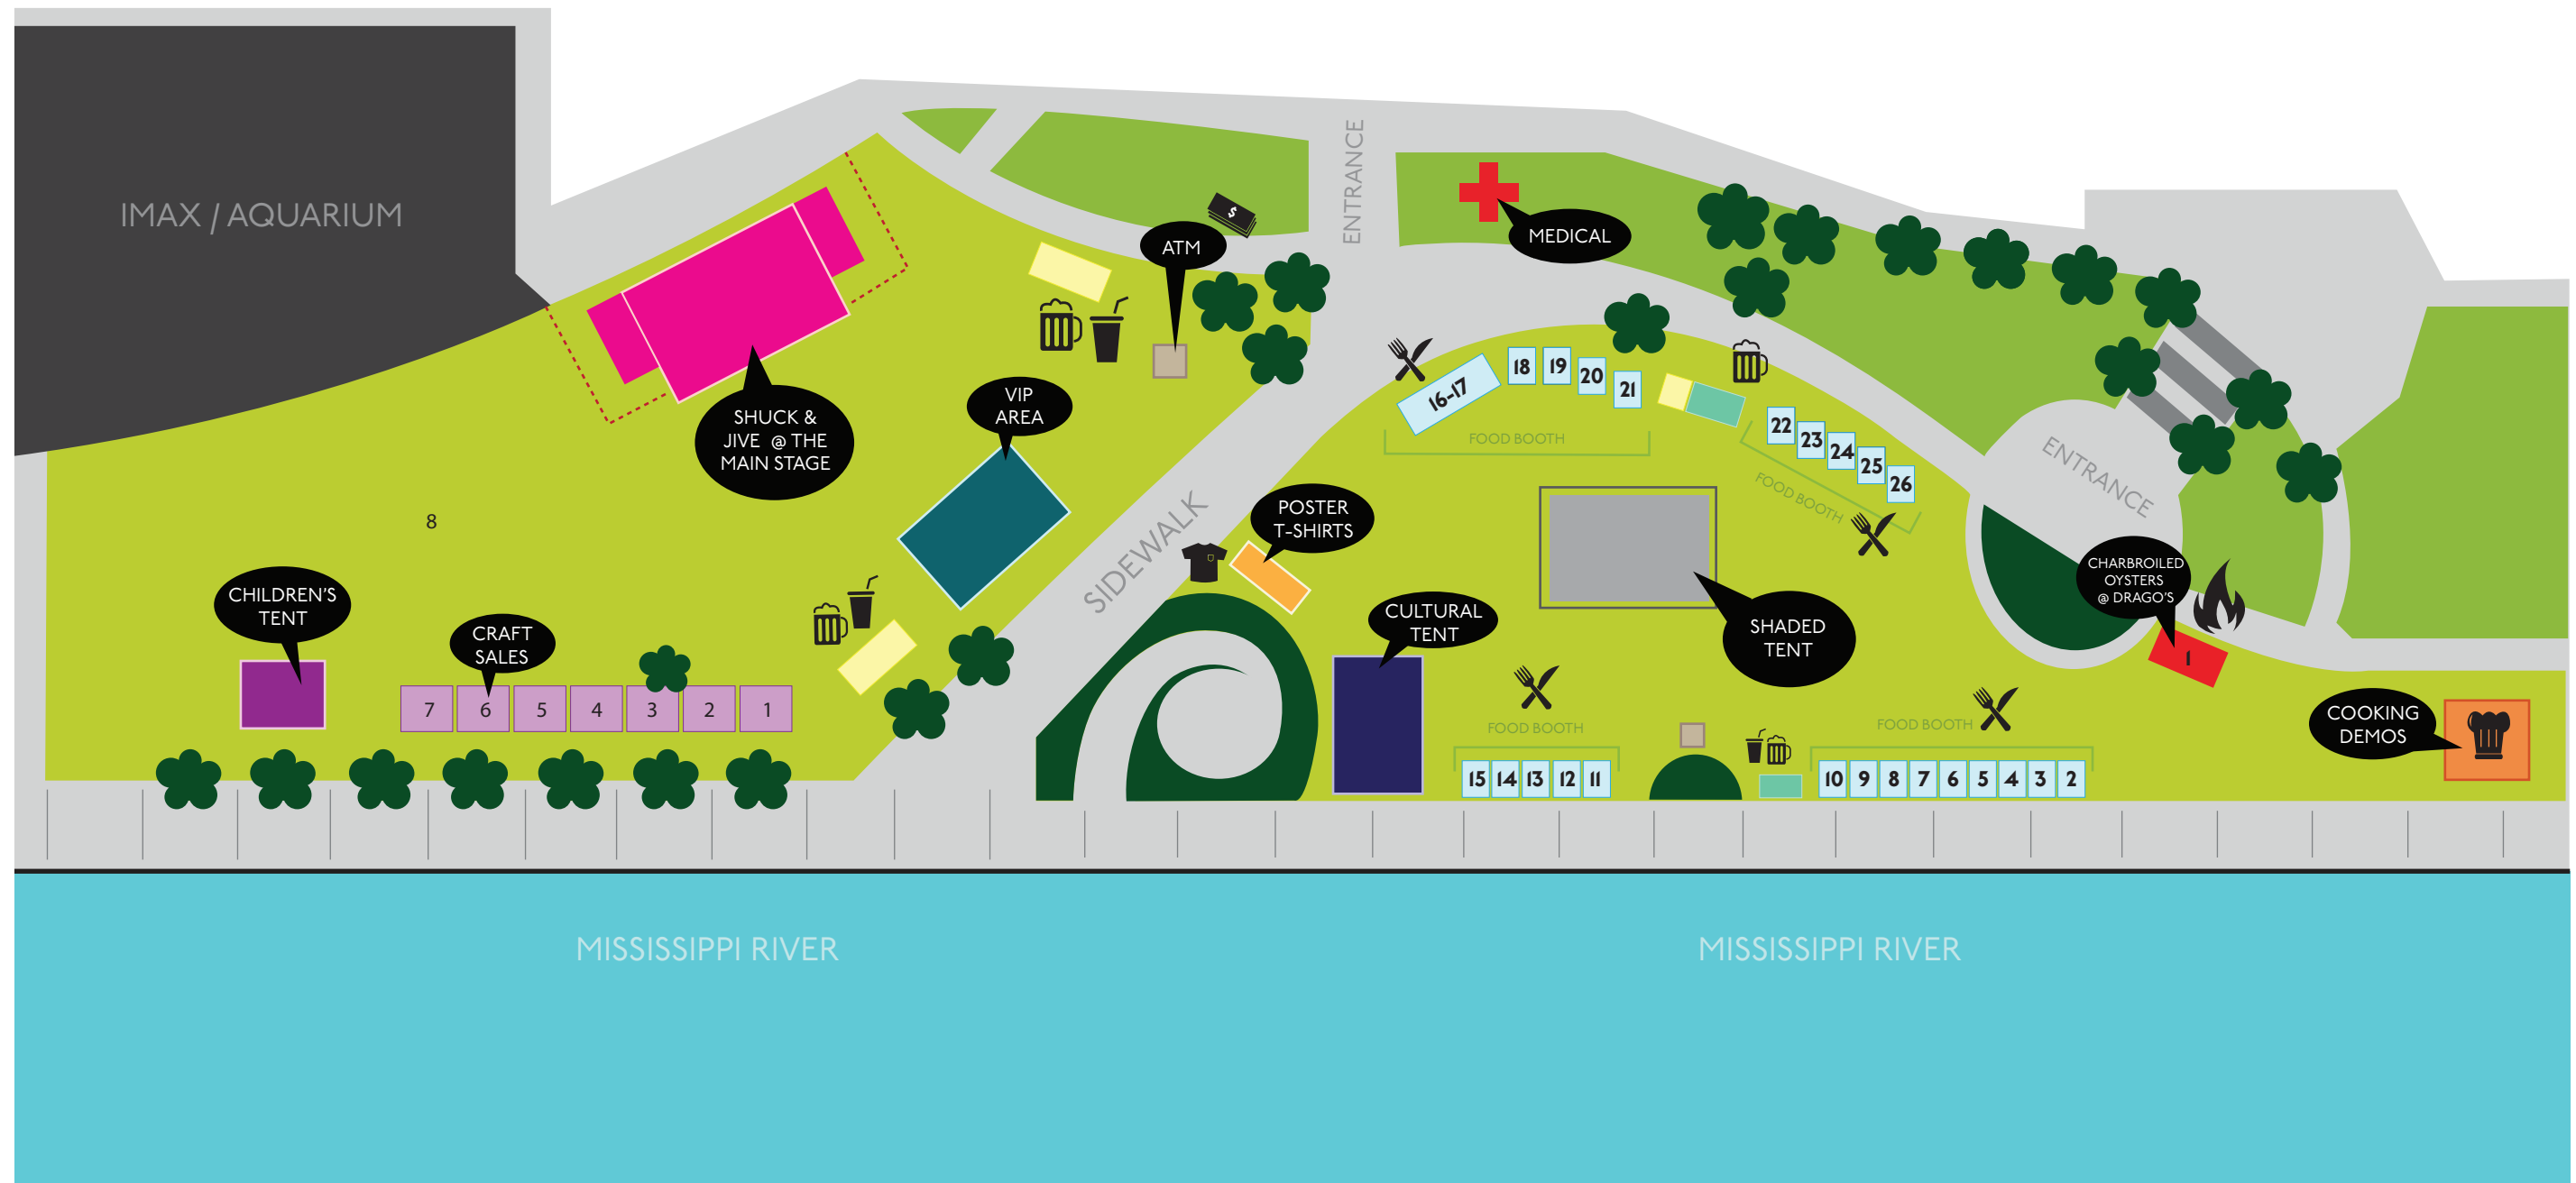 IMAX / AQUARIUM
ENTRANCE
$
ATM
MEDICAL
SHUCK &
JIVE @ THE
MAIN STAGE
VIP
AREA
16-17
18
19
20
21
FOOD BOOTH
22
23
24
25
26
FOOD BOOTH
ENTRANCE
SIDEWALK
POSTER
T-SHIRTS
8
CHILDREN'S
TENT
CRAFT
SALES
7 6 5 4 3 2 1
CULTURAL
TENT
SHADED
TENT
CHARBROILED
OYSTERS
@ DRAGO'S
1
COOKING
DEMOS
FOOD BOOTH
15 14 13 12 11
FOOD BOOTH
10 9 8 7 6 5 4 3 2
MISSISSIPPI RIVER
MISSISSIPPI RIVER